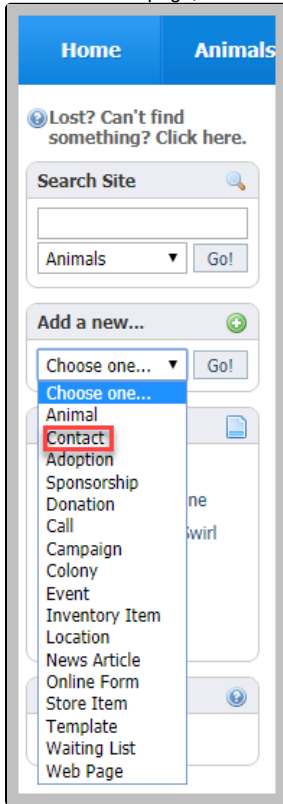 Home Animals
Lost? Can't find
something? Click here.
Search Site
Animals Go!
Add a new...
Choose one... Go!
Choose one...
Animal
Contact
Adoption
Sponsorship
Donation ne
Call wirl
Campaign
Colony
Event
Inventory Item
Location
News Article
Online Form
Store Item
Template
Waiting List
Web Page